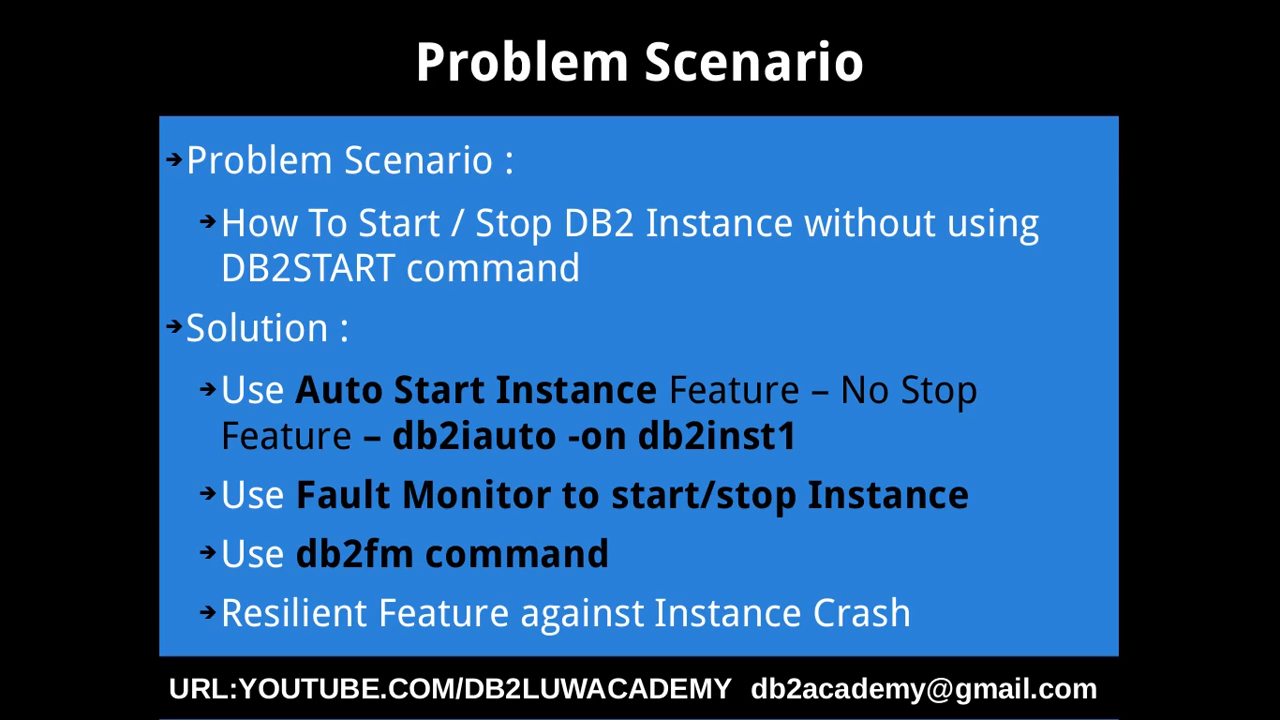 Problem Scenario
➔Problem Scenario :
➔How To Start / Stop DB2 Instance without using
DB2START command
➔Solution :
➔Use Auto Start Instance Feature – No Stop
Feature – db2iauto -on db2inst1
➔Use Fault Monitor to start/stop Instance
➔Use db2fm command
➔Resilient Feature against Instance Crash
URL:YOUTUBE.COM/DB2LUWACADEMY db2academy@gmail.com